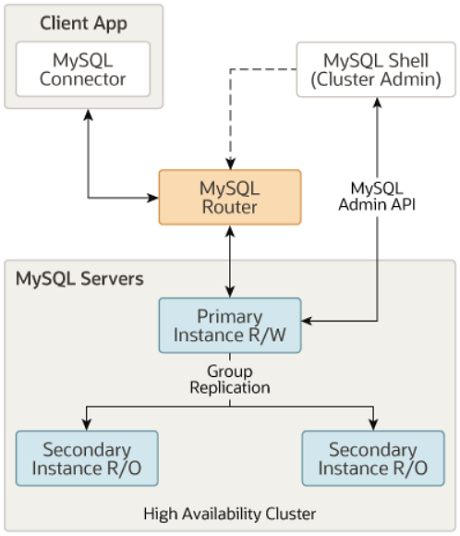 Client App
MySQL
Connector
MySQL Shell
(Cluster Admin)
MySQL
Router
MySQL
Admin API
MySQL Servers
Primary
Instance R/W
Group
Replication
Secondary
Instance R/O
Secondary
Instance R/O
High Availability Cluster